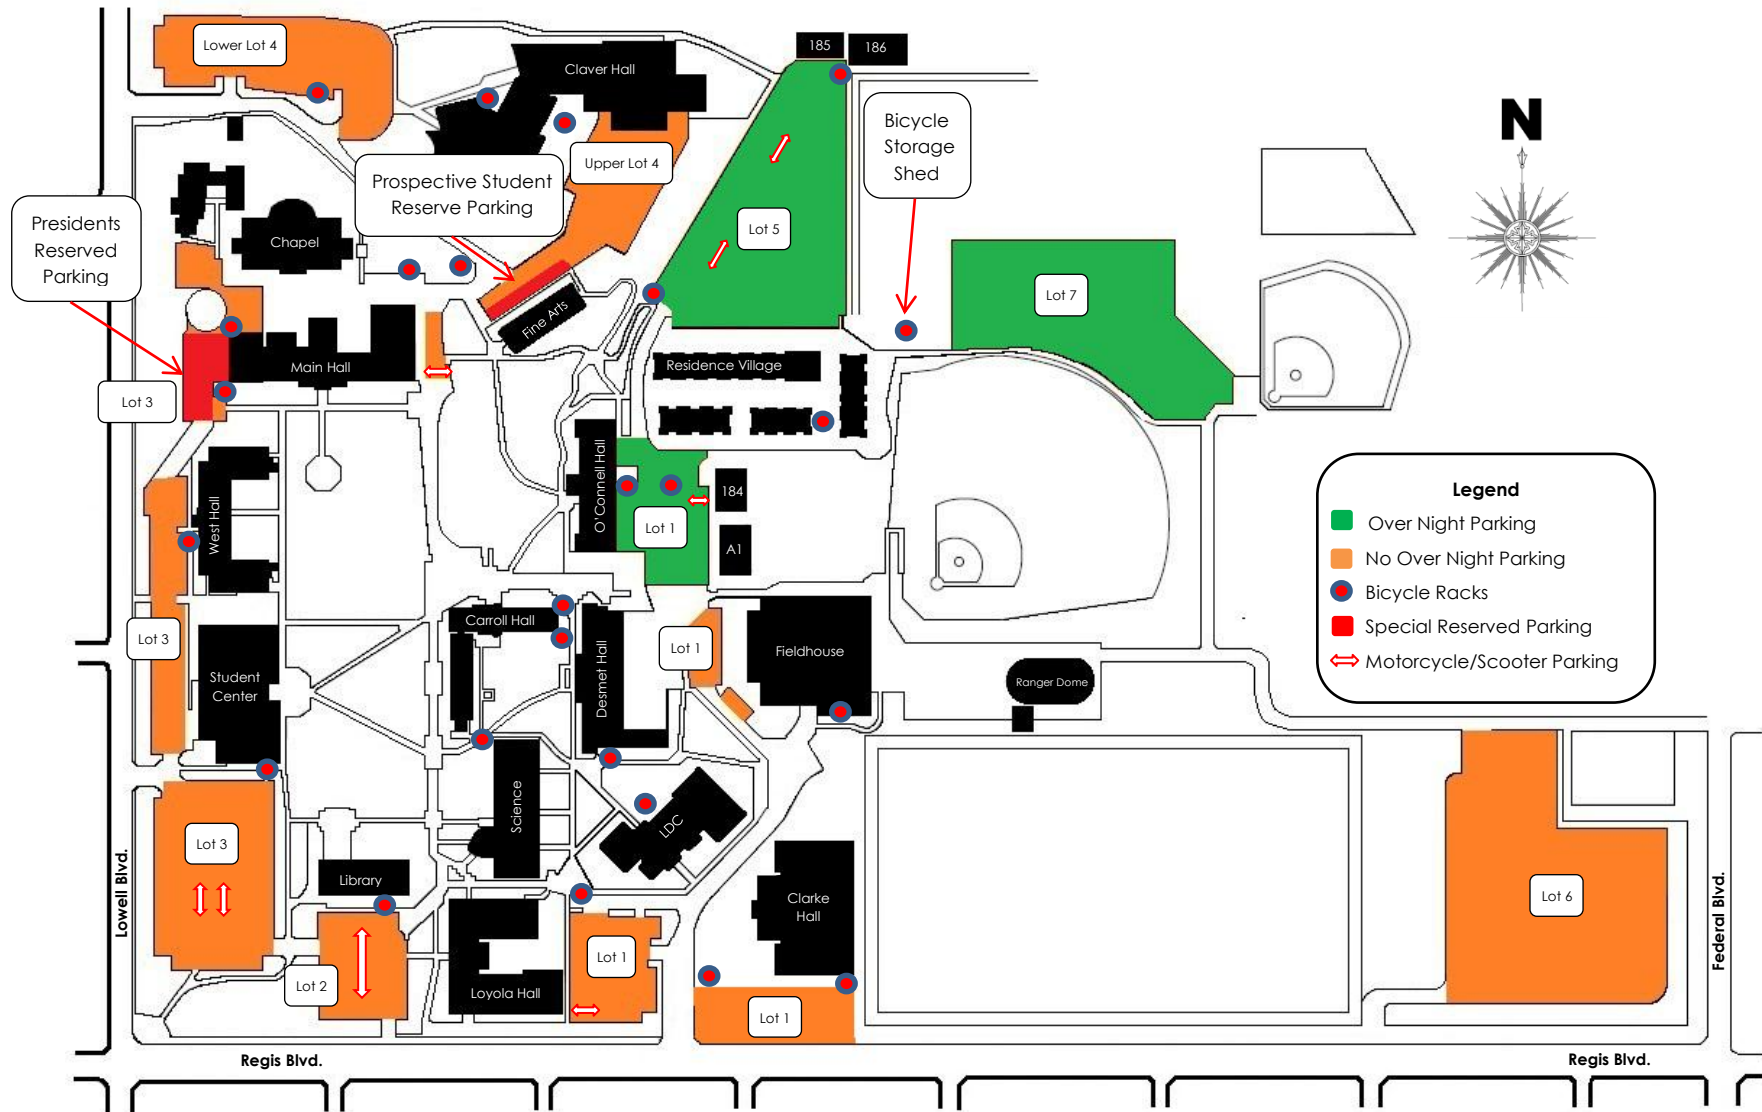 Lower Lot 4
Claver Hall
185
186
Bicycle
Storage
Shed
N
Upper Lot 4
Prospective Student
Reserve Parking
Presidents
Reserved
Parking
Chapel
Lot 5
Lot 7
Fine Arts
Main Hall
Residence Village
Lot 3
O'Connell Hall
184
Lot 1
A1
West Hall
Legend
Over Night Parking
No Over Night Parking
Bicycle Racks
Special Reserved Parking
Motorcycle/Scooter Parking
Carroll Hall
Lot 3
Desmet Hall
Lot 1
Fieldhouse
Student
Center
Ranger Dome
Science
LDC
Lot 3
Library
Clarke
Hall
Lot 6
Lowell Blvd.
Federal Blvd.
Lot 2
Loyola Hall
Lot 1
Lot 1
Regis Blvd.
Regis Blvd.